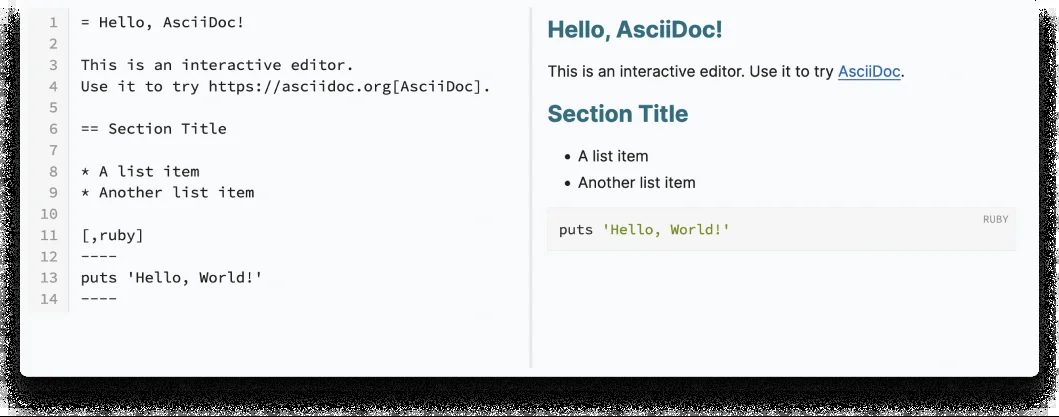 1 = Hello, AsciiDoc!
2
3 This is an interactive editor.
4 Use it to try https://asciidoc.org[AsciiDoc].
5
6 == Section Title
7
8 * A list item
9 * Another list item
10
11 [,ruby]
12 ----
13 puts 'Hello, World!'
14 ----
Hello, AsciiDoc!
This is an interactive editor. Use it to try AsciiDoc.
Section Title
• A list item
• Another list item
RUBY
puts 'Hello, World!'